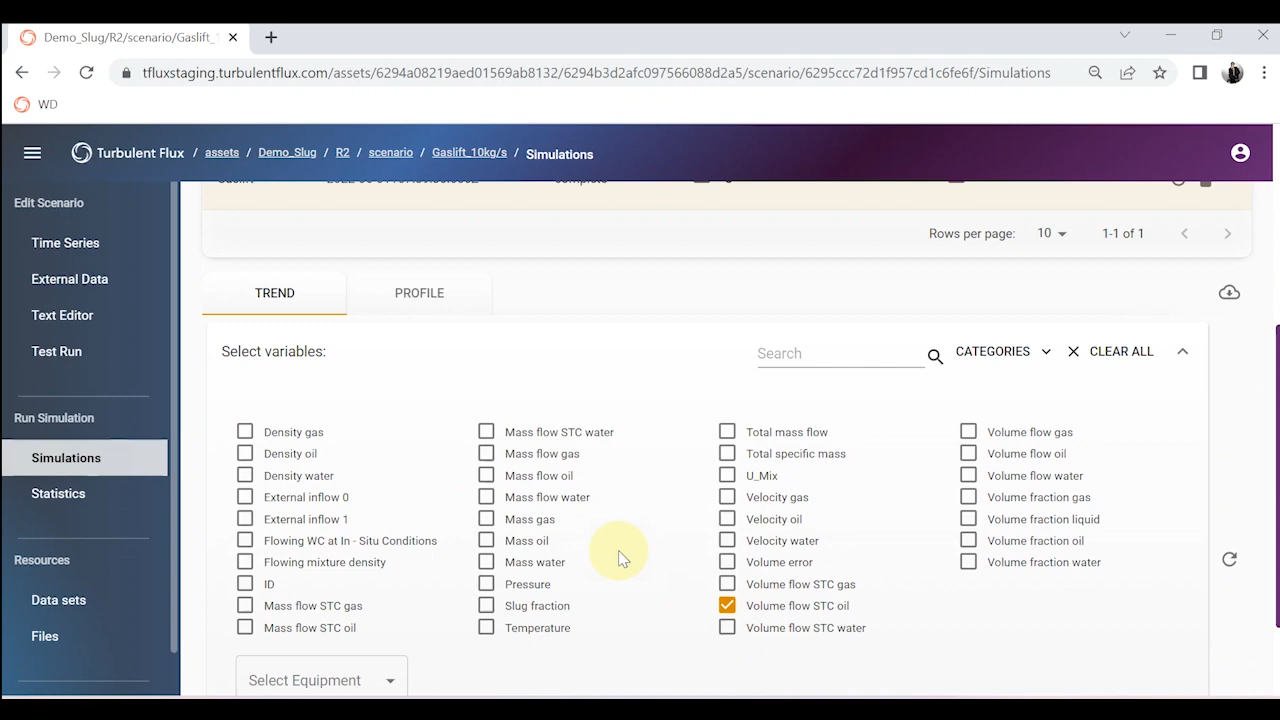 Demo_Slug/R2/scenario/Gaslift_1
tfluxstaging.turbulentflux.com/assets/6294a08219aed01569ab8132/6294b3d2afc097566088d2a5/scenario/6295ccc72d1f957cd1c6fe6f/Simulations
WD
Turbulent Flux / assets / Demo_Slug / R2 / scenario / Gaslift_10kg/s / Simulations
Edit Scenario
Time Series
External Data
Text Editor
Test Run
Run Simulation
Simulations
Statistics
Resources
Data sets
Files
Rows per page: 10 1-1 of 1
TREND PROFILE
Select variables:
Search
CATEGORIES
CLEAR ALL
Density gas
Density oil
Density water
External inflow 0
External inflow 1
Flowing WC at In - Situ Conditions
Flowing mixture density
ID
Mass flow STC gas
Mass flow STC oil
Mass flow STC water
Mass flow gas
Mass flow oil
Mass flow water
Mass gas
Mass oil
Mass water
Pressure
Slug fraction
Temperature
Total mass flow
Total specific mass
U_Mix
Velocity gas
Velocity oil
Velocity water
Volume error
Volume flow STC gas
Volume flow STC oil
Volume flow STC water
Volume flow gas
Volume flow oil
Volume flow water
Volume fraction gas
Volume fraction liquid
Volume fraction oil
Volume fraction water
Select Equipment